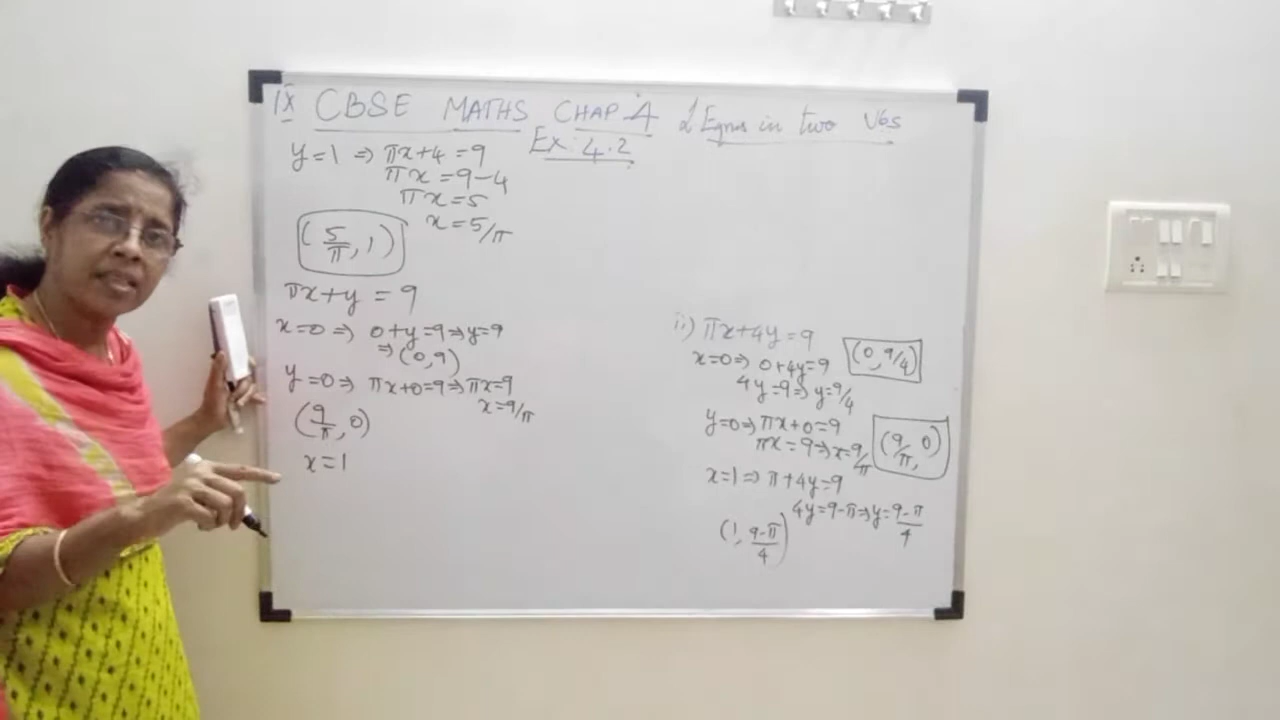 IX CBSE MATHS CHAP 4 L Eqns in two Vbs
Ex: 4.2
y=1 ⇒ πx+4=9
πx=9-4
πx=5
x=5/π
(5/π, 1)
πx+y=9
x=0⇒ 0+y=9⇒y=9
⇒(0,9)
y=0⇒ πx+0=9⇒πx=9
x=9/π
(9/π, 0)
x=1
ii) πx+4y=9
x=0⇒ 0+4y=9 (0, 9/4)
4y=9⇒y=9/4
y=0⇒πx+0=9
πx=9⇒x=9/π (9/π, 0)
x=1⇒π+4y=9
4y=9-π⇒y=9-π/4
(1, 9-π/4)